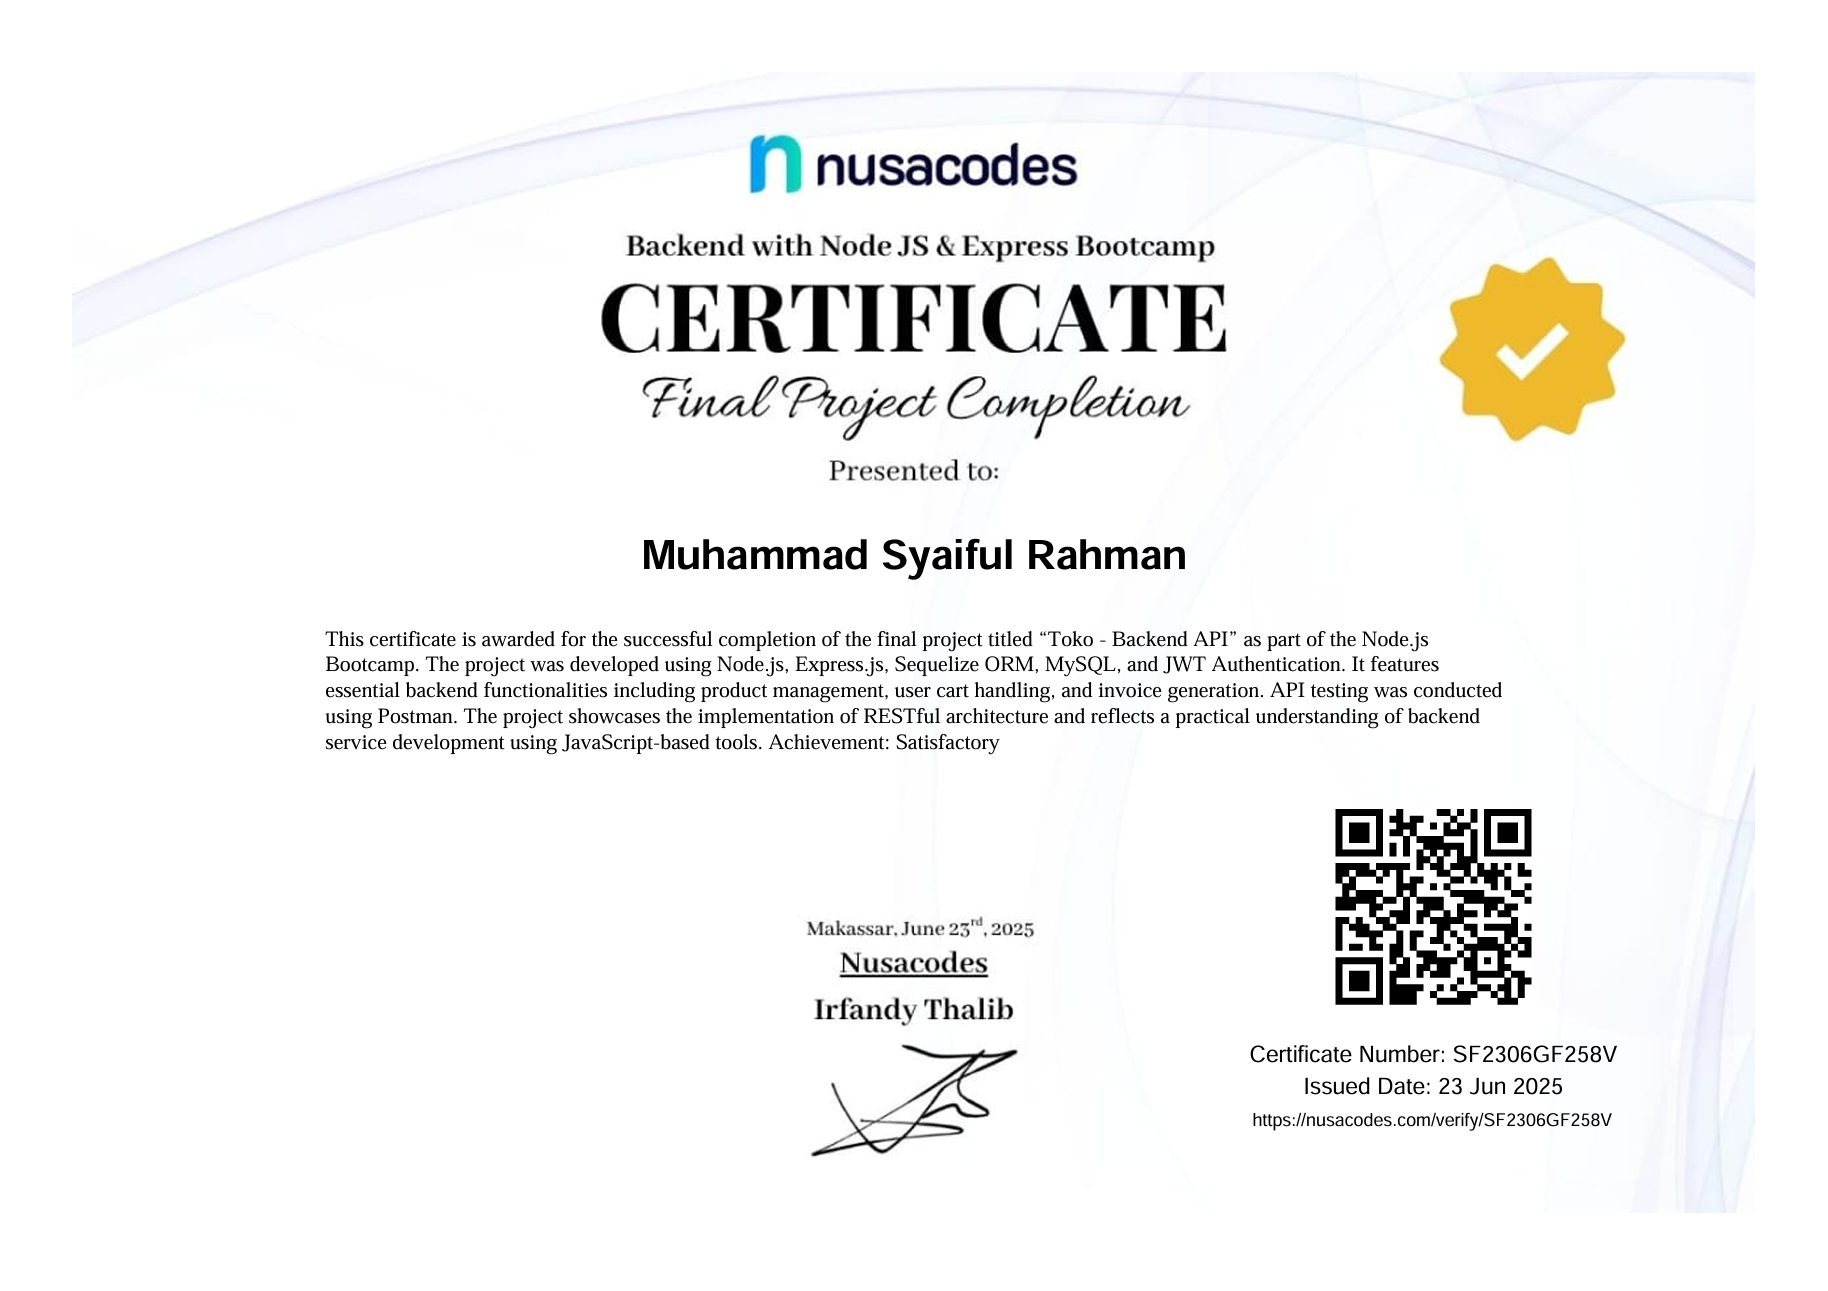 nusacodes
Backend with Node JS & Express Bootcamp
CERTIFICATE
Final Project Completion
Presented to:
Muhammad Syaiful Rahman
This certificate is awarded for the successful completion of the final project titled “Toko - Backend API” as part of the Node.js
Bootcamp. The project was developed using Node.js, Express.js, Sequelize ORM, MySQL, and JWT Authentication. It features
essential backend functionalities including product management, user cart handling, and invoice generation. API testing was conducted
using Postman. The project showcases the implementation of RESTful architecture and reflects a practical understanding of backend
service development using JavaScript-based tools. Achievement: Satisfactory
Makassar, June 23rd, 2025
Nusacodes
Irfandy Thalib
Certificate Number: SF2306GF258V
Issued Date: 23 Jun 2025
https://nusacodes.com/verify/SF2306GF258V